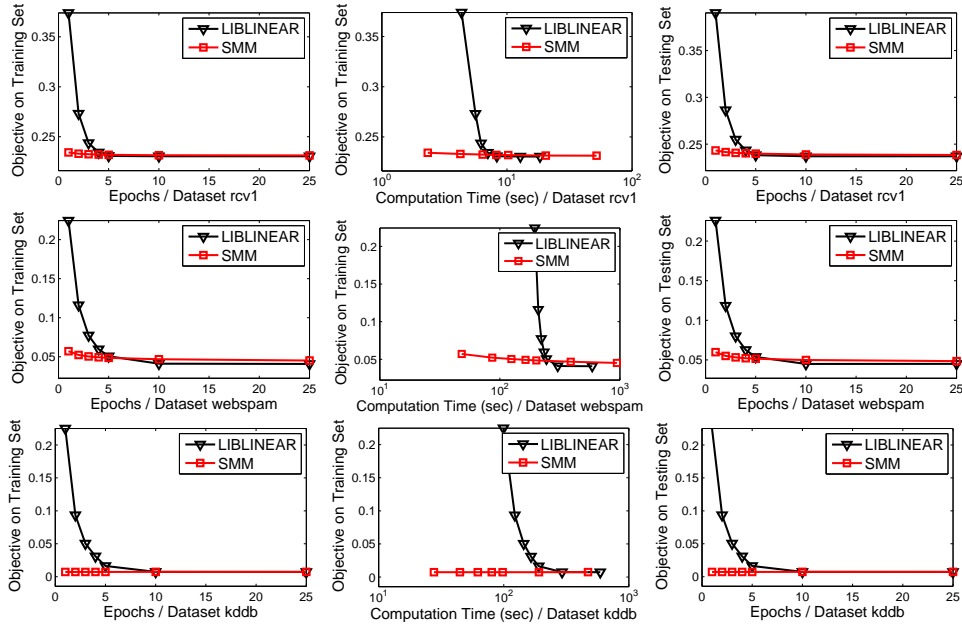 Objective on Training Set
0.35
0.3
0.25
LIBLINEAR
SMM
0 5 10 15 20 25
Epochs / Dataset rcv1
Objective on Training Set
0.35
0.3
0.25
LIBLINEAR
SMM
10^0 10^1 10^2
Computation Time (sec) / Dataset rcv1
Objective on Testing Set
0.35
0.3
0.25
LIBLINEAR
SMM
0 5 10 15 20 25
Epochs / Dataset rcv1
Objective on Training Set
0.2
0.15
0.1
0.05
LIBLINEAR
SMM
0 5 10 15 20 25
Epochs / Dataset webspam
Objective on Training Set
0.2
0.15
0.1
0.05
LIBLINEAR
SMM
10^1 10^2 10^3
Computation Time (sec) / Dataset webspam
Objective on Testing Set
0.2
0.15
0.1
0.05
LIBLINEAR
SMM
0 5 10 15 20 25
Epochs / Dataset webspam
Objective on Training Set
0.2
0.15
0.1
0.05
0
LIBLINEAR
SMM
0 5 10 15 20 25
Epochs / Dataset kddb
Objective on Training Set
0.2
0.15
0.1
0.05
0
LIBLINEAR
SMM
10^1 10^2 10^3
Computation Time (sec) / Dataset kddb
Objective on Testing Set
0.2
0.15
0.1
0.05
0
LIBLINEAR
SMM
0 5 10 15 20 25
Epochs / Dataset kddb